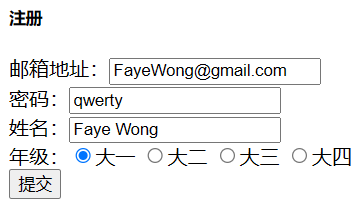 注册
邮箱地址：FayeWong@gmail.com
密码：qwerty
姓名：Faye Wong
年级：大一 大二 大三 大四
提交